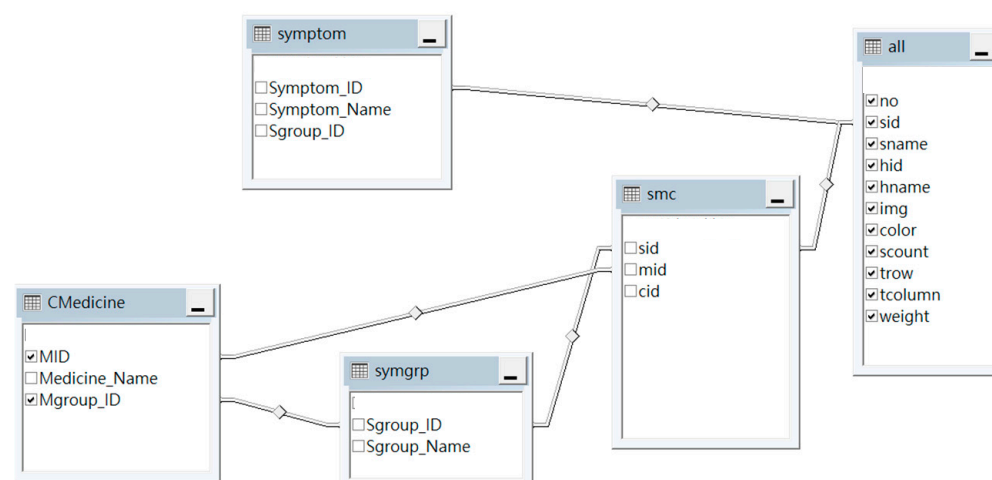 symptom
Symptom_ID
Symptom_Name
Sgroup_ID
all
no
sid
sname
hid
hname
img
color
scount
trow
tcolumn
weight
smc
sid
mid
cid
CMedicine
MID
Medicine_Name
Mgroup_ID
symgrp
Sgroup_ID
Sgroup_Name